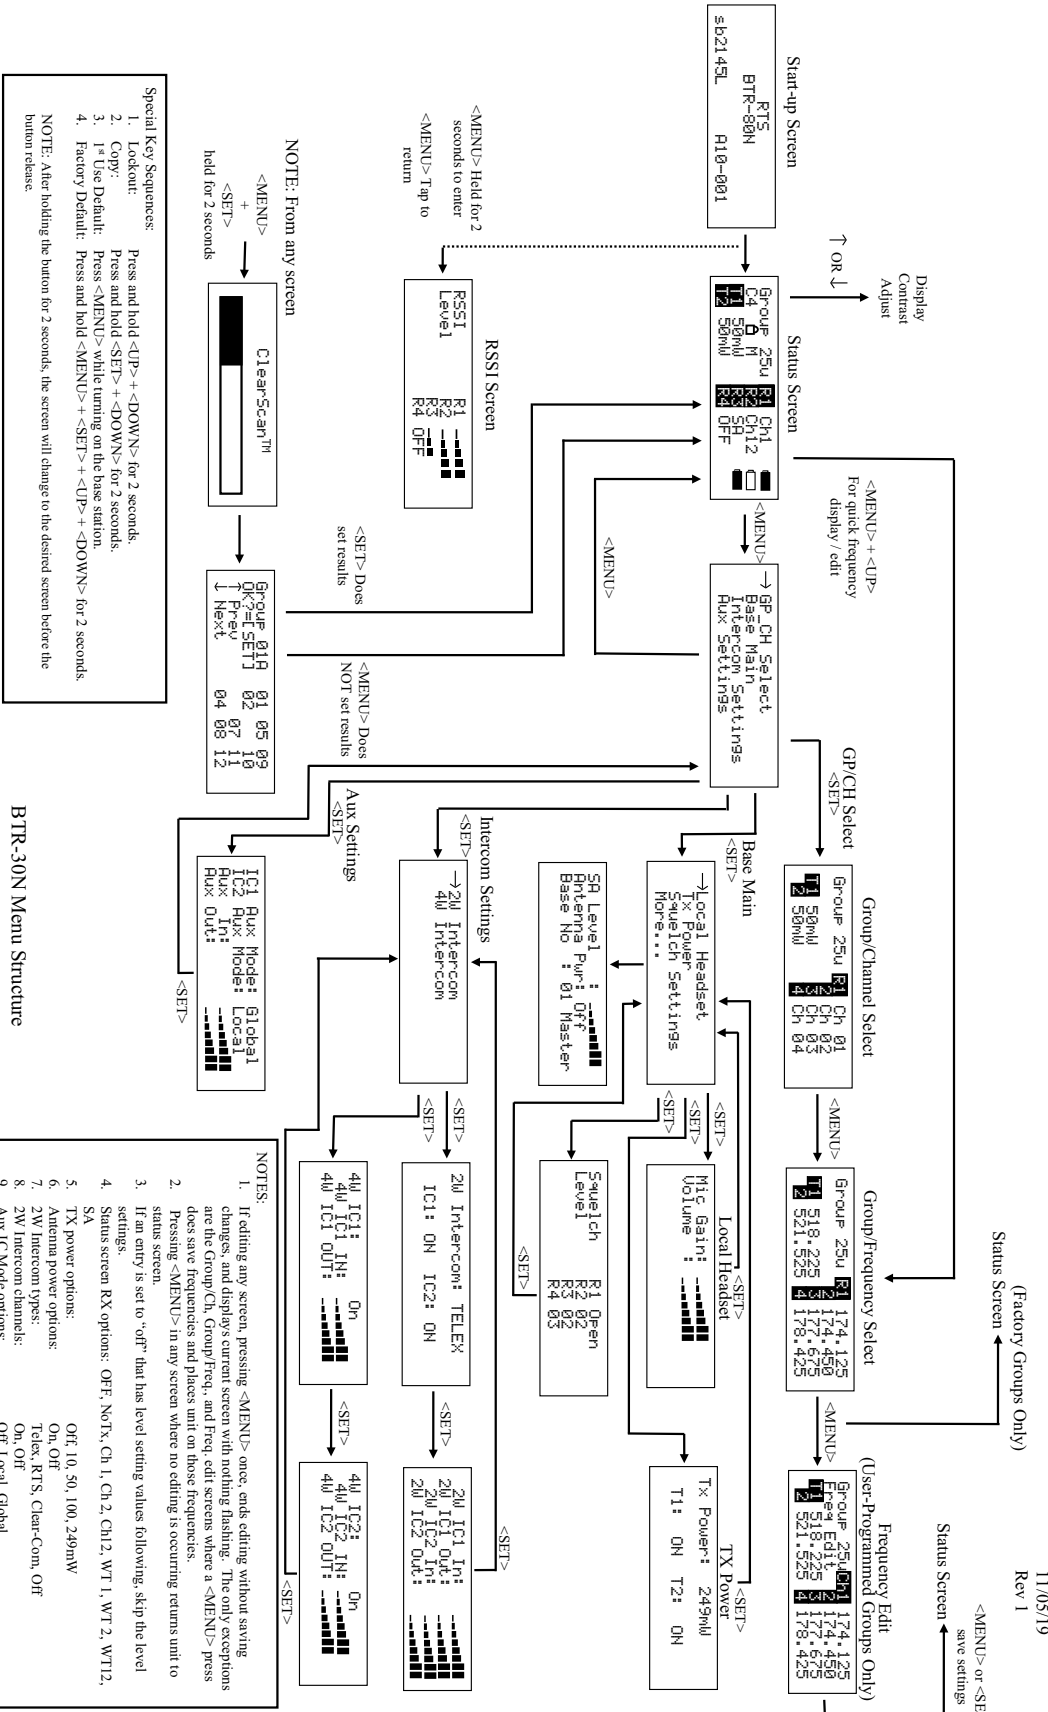 11/05/19
Rev 1
Start-up Screen
RTS
BTR-80N
sb2145L A10-001
↑ OR ↓
Display
Contrast
Adjust
Status Screen
Group 25u R1 Ch1
C4 M R2 Ch12
T1 50mW R3 SA
T2 50mW R4 OFF
<MENU> + <UP>
For quick frequency
display / edit
<MENU>
<MENU>
→GP_CH Select
Base Main
Intercom Settings
Aux Settings
GP/CH Select
<SET>
Group/Channel Select
Group 25u R1 Ch 01
2 Ch 02
T1 50mW 3 Ch 03
T2 50mW 4 Ch 04
<MENU>
Group/Frequency Select
Group 25u R1 174.125
2 174.450
T1 518.225 3 177.675
T2 521.525 4 178.425
(Factory Groups Only)
Status Screen
<MENU>
Frequency Edit
(User-Programmed Groups Only)
Group 25uCh1 174.125
Freq Edit 2 174.450
T1 518.225 3 177.675
T2 521.525 4 178.425
<MENU> or <SE
save settings
Status Screen
<MENU> Held for 2
seconds to enter
<MENU> Tap to
return
RSSI Screen
RSSI R1
Level R2
R3
R4 OFF
Base Main
<SET>
→Local Headset
Tx Power
Squelch Settings
More...
SA Level :
Antenna Pwr: Off
Base No : 01 Master
<SET>
<SET>
<SET>
Local Headset
Mic Gain:
Volume :
<SET>
TX Power
Tx Power: 249mW
T1: ON T2: ON
<SET>
Squelch R1 Open
Level R2 02
R3 02
R4 03
<SET>
NOTE: From any screen
<MENU>
+
<SET>
held for 2 seconds
ClearScan™
Group 01A 01 05 09
OK?=[SET] 02 10
↑ Prev 07 11
↓ Next 04 08 12
<SET> Does
set results
<MENU> Does
NOT set results
Intercom Settings
<SET>
→2W Intercom
4W Intercom
<SET>
<SET>
2W Intercom: TELEX
IC1: ON IC2: ON
<SET>
2W IC1 In:
2W IC1 Out:
2W IC2 In:
2W IC2 Out:
<SET>
4W IC1: On
4W IC1 IN:
4W IC1 OUT:
<SET>
4W IC2: On
4W IC2 IN:
4W IC2 OUT:
<SET>
Aux Settings
<SET>
IC1 Aux Mode: Global
IC2 Aux Mode: Local
Aux In:
Aux Out:
<SET>
Special Key Sequences:
1. Lockout: Press and hold <UP> + <DOWN> for 2 seconds.
2. Copy: Press and hold <SET> + <DOWN> for 2 seconds.
3. 1st Use Default: Press <MENU> while turning on the base station.
4. Factory Default: Press and hold <MENU> + <SET> + <UP> + <DOWN> for 2 seconds.
NOTE: After holding the button for 2 seconds, the screen will change to the desired screen before the
button release.
BTR-30N Menu Structure
NOTES:
1. If editing any screen, pressing <MENU> once, ends editing without saving
changes, and displays current screen with nothing flashing. The only exceptions
are the Group/Ch, Group/Freq., and Freq. edit screens where a <MENU> press
does save frequencies and places unit on those frequencies.
2. Pressing <MENU> in any screen where no editing is occurring returns unit to
status screen.
3. If an entry is set to “off” that has level setting values following, skip the level
settings.
4. Status screen RX options: OFF, NoTx, Ch 1, Ch 2, Ch12, WT 1, WT 2, WT12,
SA
5. TX power options: Off, 10, 50, 100, 249mW
6. Antenna power options: On, Off
7. 2W Intercom types: Telex, RTS, Clear-Com, Off
8. 2W Intercom channels: On, Off
9. Aux IC Mode options: Off, Local, Global